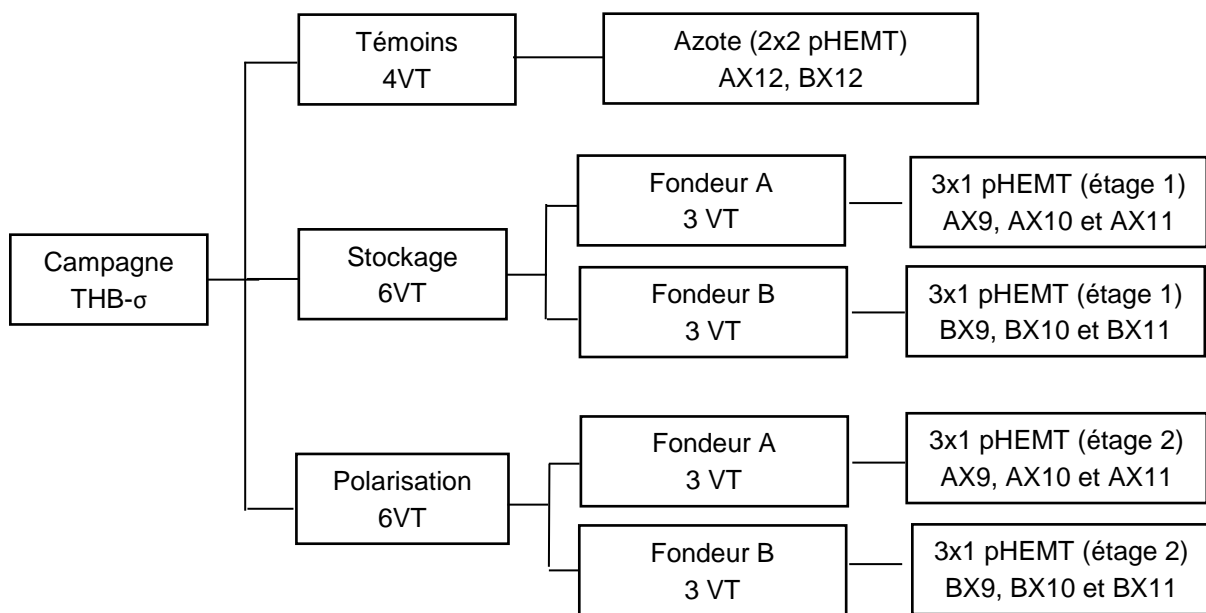 Témoins
4VT
Azote (2x2 pHEMT)
AX12, BX12
Campagne
THB-σ
Stockage
6VT
Fondeur A
3 VT
3x1 pHEMT (étage 1)
AX9, AX10 et AX11
Fondeur B
3 VT
3x1 pHEMT (étage 1)
BX9, BX10 et BX11
Polarisation
6VT
Fondeur A
3 VT
3x1 pHEMT (étage 2)
AX9, AX10 et AX11
Fondeur B
3 VT
3x1 pHEMT (étage 2)
BX9, BX10 et BX11